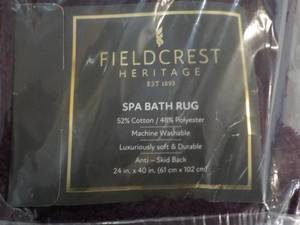 FIELDCREST
HERITAGE
EST 1893
SPA BATH RUG
52% Cotton / 48% Polyester
Machine Washable
Luxuriously soft & Durable
Anti – Skid Back
24 in. x 40 in. (61 cm x 102 cm)